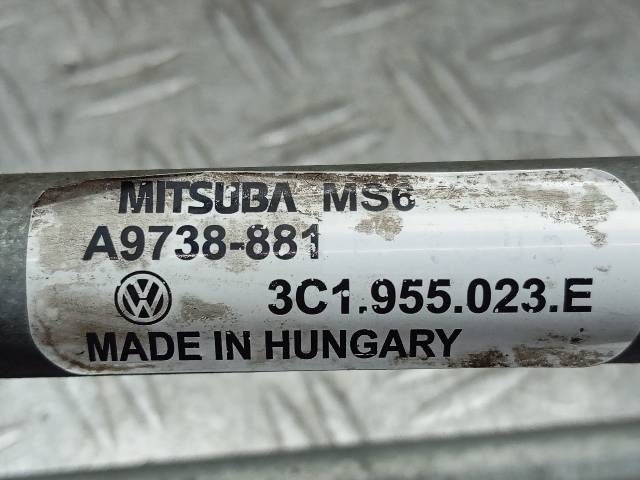 MITSUBA MS6
A9738-881
3C1.955.023.E
MADE IN HUNGARY